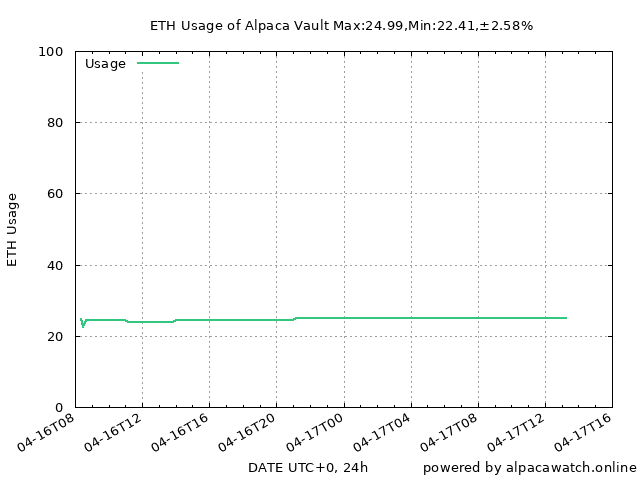 ETH Usage of Alpaca Vault Max:24.99,Min:22.41,±2.58%
100
80
60
40
20
0
Usage
ETH Usage
04-16T08
04-16T12
04-16T16
04-16T20
04-17T00
04-17T04
04-17T08
04-17T12
04-17T16
DATE UTC+0, 24h
powered by alpacawatch.online